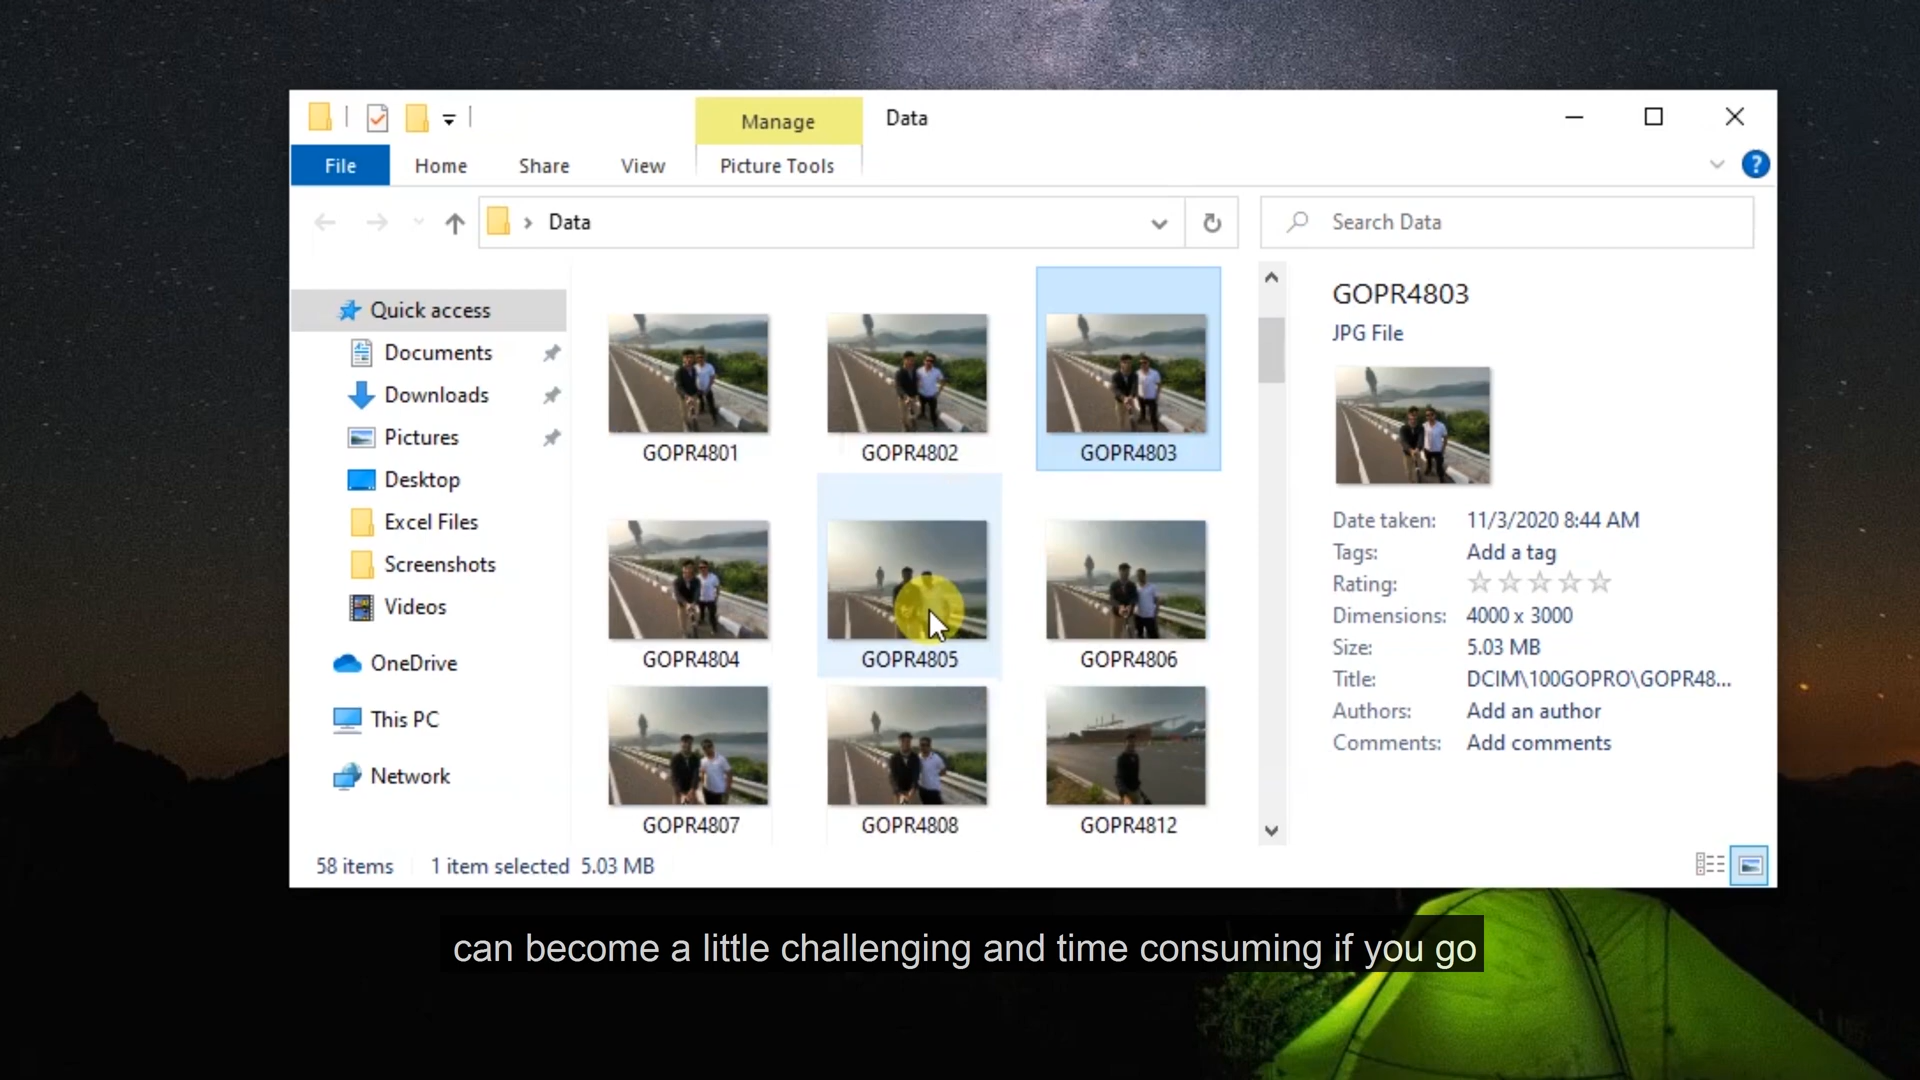 Manage
Data
File
Home
Share
View
Picture Tools
?
Data
Search Data
Quick access
Documents
Downloads
Pictures
Desktop
Excel Files
Screenshots
Videos
OneDrive
This PC
Network
GOPR4801
GOPR4802
GOPR4803
GOPR4804
GOPR4805
GOPR4806
GOPR4807
GOPR4808
GOPR4812
GOPR4803
JPG File
Date taken: 11/3/2020 8:44 AM
Tags: Add a tag
Rating:
Dimensions: 4000 x 3000
Size: 5.03 MB
Title: DCIM\100GOPRO\GOPR48...
Authors: Add an author
Comments: Add comments
58 items
1 item selected 5.03 MB
can become a little challenging and time consuming if you go